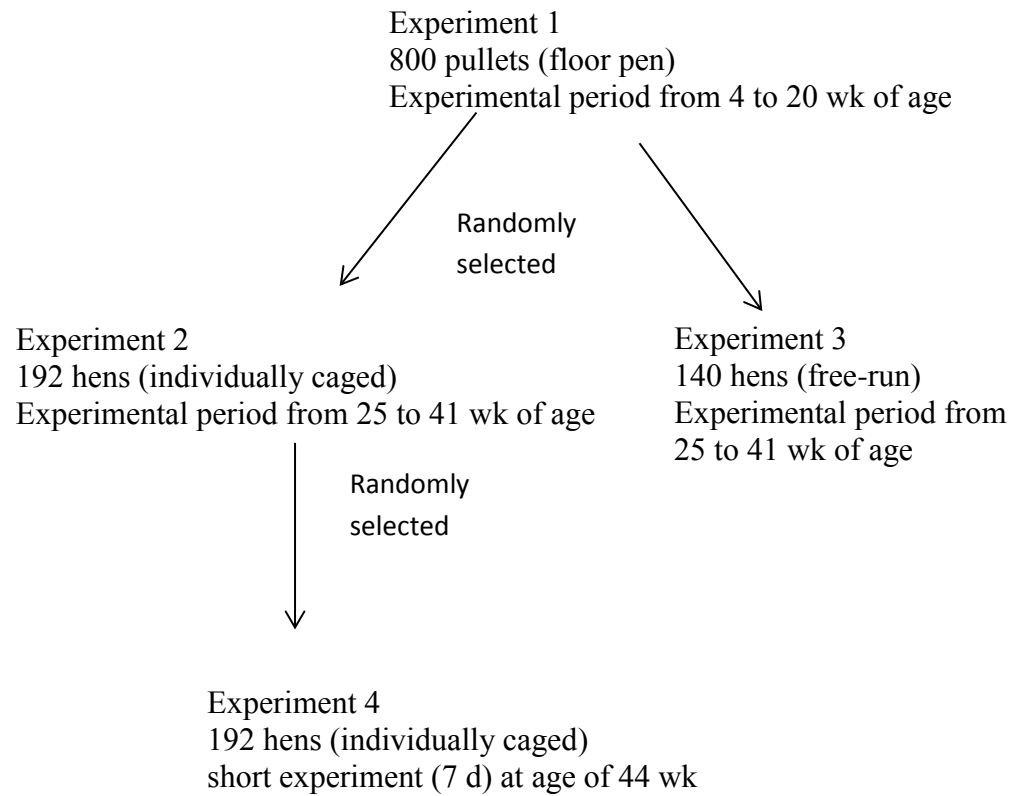 Experiment 1
800 pullets (floor pen)
Experimental period from 4 to 20 wk of age
Randomly
selected
Experiment 2
192 hens (individually caged)
Experimental period from 25 to 41 wk of age
Experiment 3
140 hens (free-run)
Experimental period from
25 to 41 wk of age
Randomly
selected
Experiment 4
192 hens (individually caged)
short experiment (7 d) at age of 44 wk